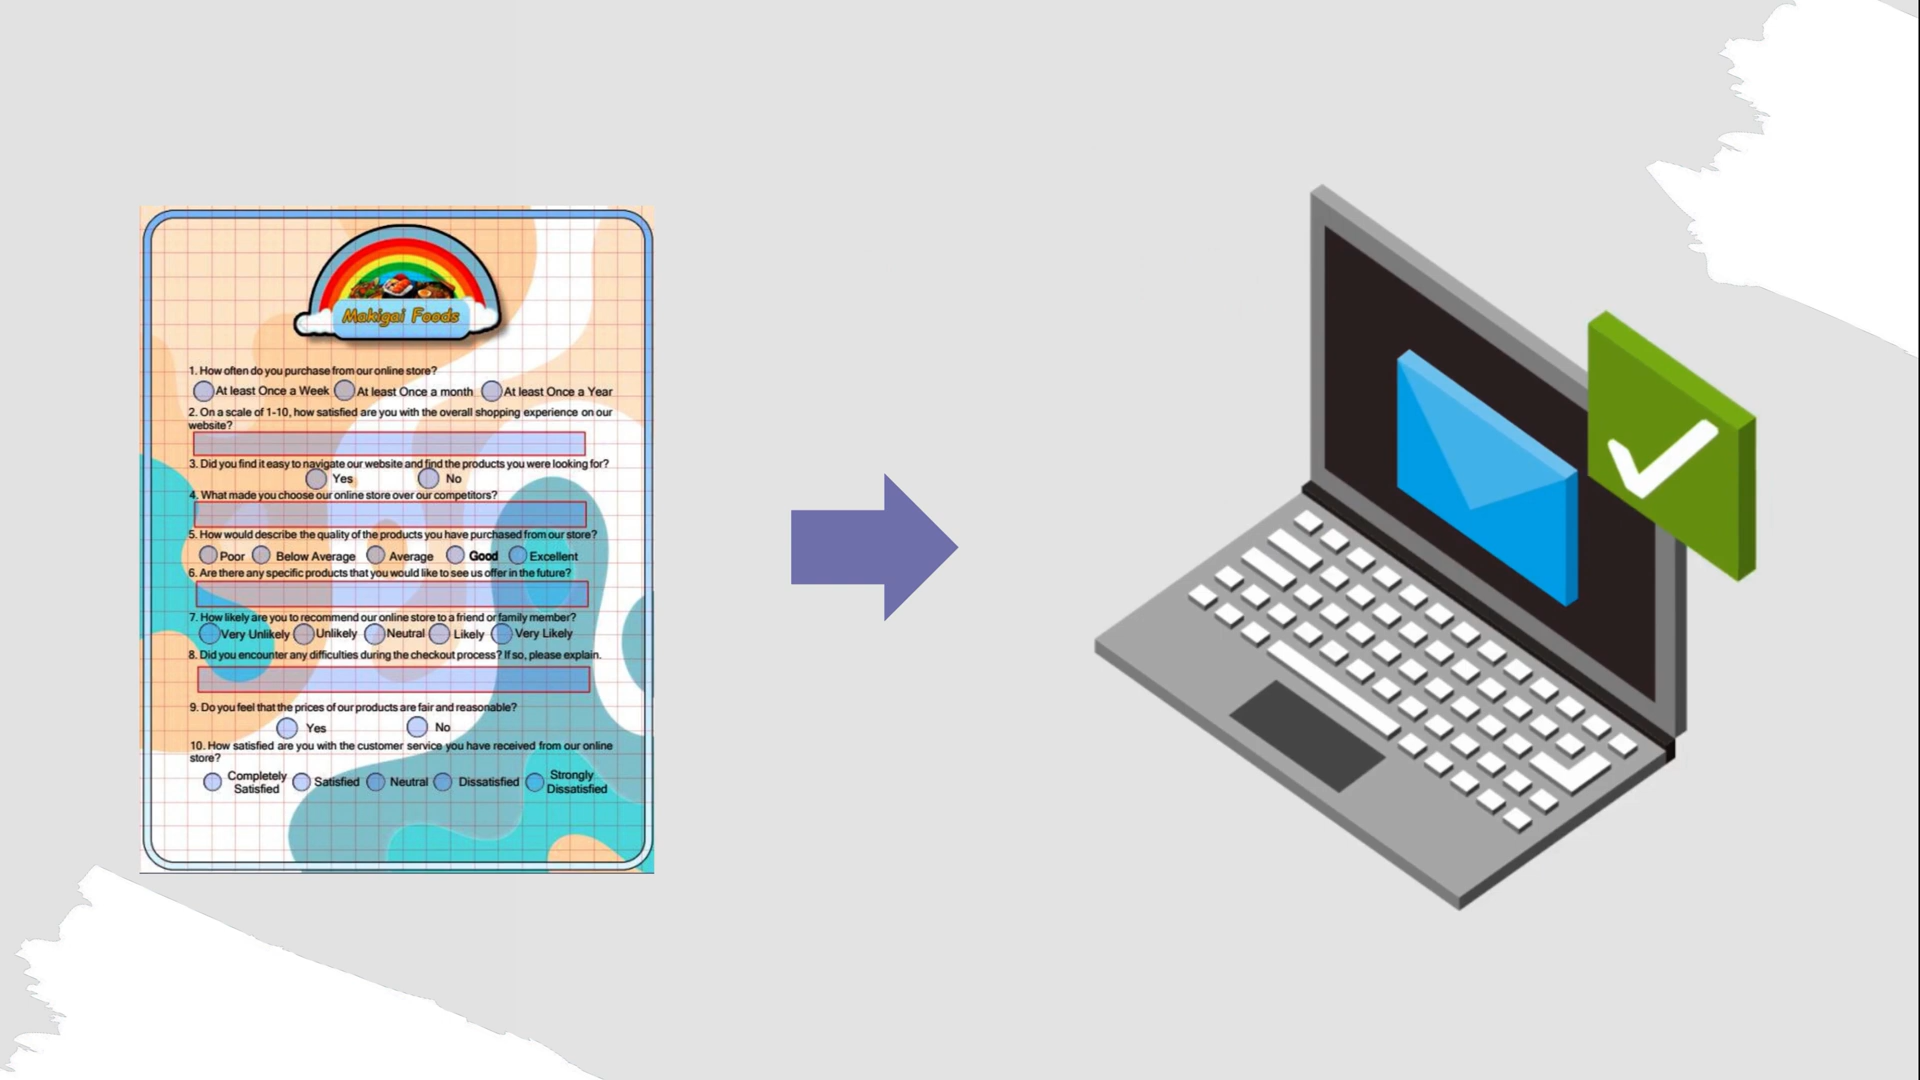 Makigai Foods
1. How often do you purchase from our online store?
At least Once a Week At least Once a month At least Once a Year
2. On a scale of 1-10, how satisfied are you with the overall shopping experience on our
website?
3. Did you find it easy to navigate our website and find the products you were looking for?
Yes No
4. What made you choose our online store over our competitors?
5. How would describe the quality of the products you have purchased from our store?
Poor Below Average Average Good Excellent
6. Are there any specific products that you would like to see us offer in the future?
7. How likely are you to recommend our online store to a friend or family member?
Very Unlikely Unlikely Neutral Likely Very Likely
8. Did you encounter any difficulties during the checkout process? If so, please explain.
9. Do you feel that the prices of our products are fair and reasonable?
Yes No
10. How satisfied are you with the customer service you have received from our online
store?
Completely
Satisfied Satisfied Neutral Dissatisfied Strongly
Dissatisfied